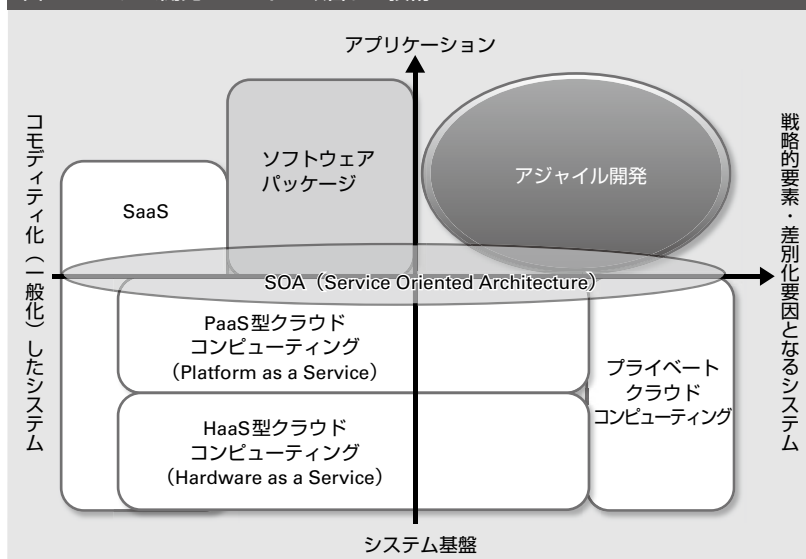 アプリケーション
コモディティ化（一般化）したシステム
戦略的要素・差別化要因となるシステム
ソフトウェア
パッケージ
アジャイル開発
SaaS
SOA（Service Oriented Architecture）
PaaS型クラウド
コンピューティング
（Platform as a Service）
プライベート
クラウド
コンピューティング
HaaS型クラウド
コンピューティング
（Hardware as a Service）
システム基盤